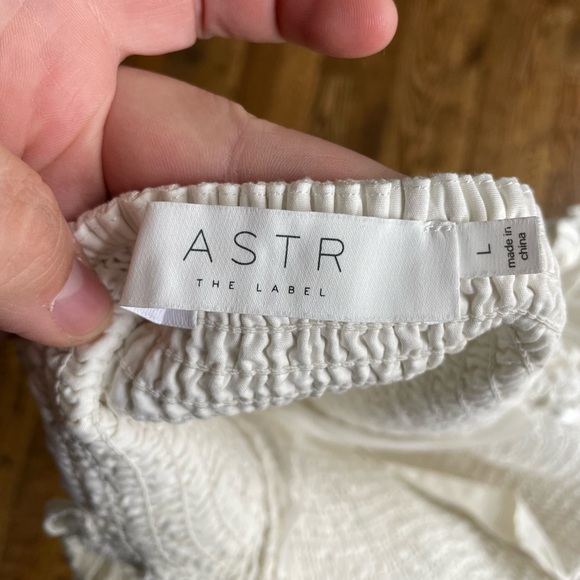 ASTR
THE LABEL
L
made in
china